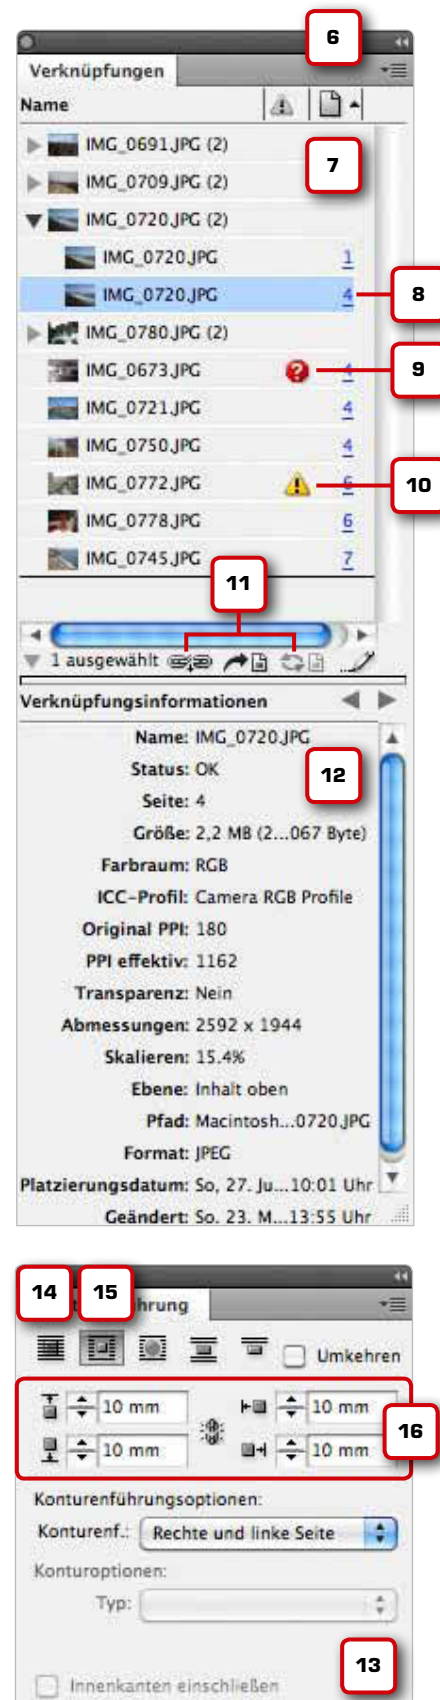 6
Verknüpfungen
Name
IMG_0691.JPG (2)
7
IMG_0709.JPG (2)
IMG_0720.JPG (2)
IMG_0720.JPG 1
IMG_0720.JPG 4
8
IMG_0780.JPG (2)
IMG_0673.JPG 4
9
IMG_0721.JPG 4
IMG_0750.JPG 4
IMG_0772.JPG 6
10
IMG_0778.JPG 6
IMG_0745.JPG 7
11
1 ausgewählt
Verknüpfungsinformationen
Name: IMG_0720.JPG
Status: OK
12
Seite: 4
Größe: 2,2 MB (2...067 Byte)
Farbraum: RGB
ICC-Profil: Camera RGB Profile
Original PPI: 180
PPI effektiv: 1162
Transparenz: Nein
Abmessungen: 2592 x 1944
Skalieren: 15.4%
Ebene: Inhalt oben
Pfad: Macintosh...0720.JPG
Format: JPEG
Platzierungsdatum: So, 27. Ju...10:01 Uhr
Geändert: So. 23. M...13:55 Uhr
14 15
hrung
Umkehren
10 mm 10 mm
16
10 mm 10 mm
Konturenführungsoptionen:
Konturenf.: Rechte und linke Seite
Konturoptionen:
Typ:
13
Innenkanten einschließen